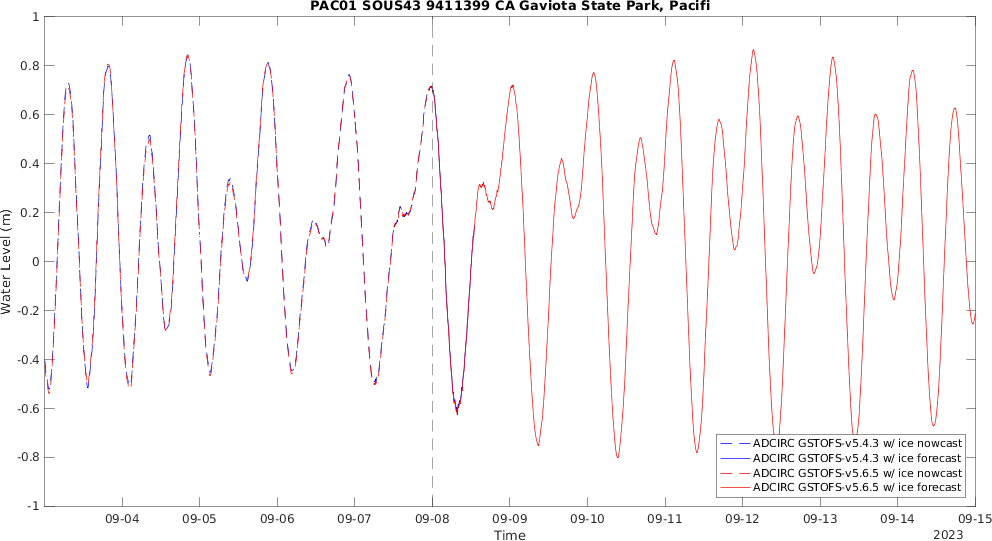 PAC01 SOUS43 9411399 CA Gaviota State Park, Pacifi
Water Level (m)
1
0.8
0.6
0.4
0.2
0
-0.2
-0.4
-0.6
-0.8
-1
ADCIRC GSTOFS-v5.4.3 w/ ice nowcast
ADCIRC GSTOFS-v5.4.3 w/ ice forecast
ADCIRC GSTOFS-v5.6.5 w/ ice nowcast
ADCIRC GSTOFS-v5.6.5 w/ ice forecast
09-04 09-05 09-06 09-07 09-08 09-09 09-10 09-11 09-12 09-13 09-14 09-15
Time
2023